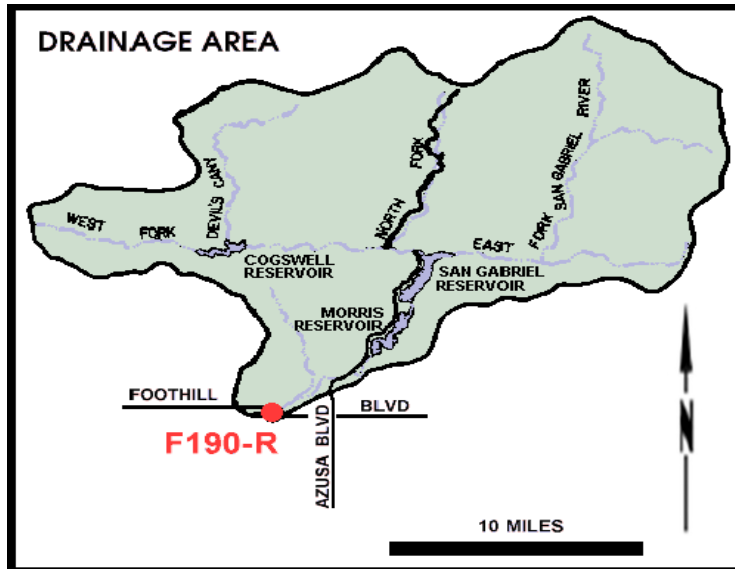 DRAINAGE AREA
WEST FORK
DEVIL'S CANY
NORTH FORK
EAST FORK SAN GABRIEL RIVER
COGSWELL
RESERVOIR
SAN GABRIEL
RESERVOIR
MORRIS
RESERVOIR
FOOTHILL BLVD
F190-R
AZUSA BLVD
N
10 MILES